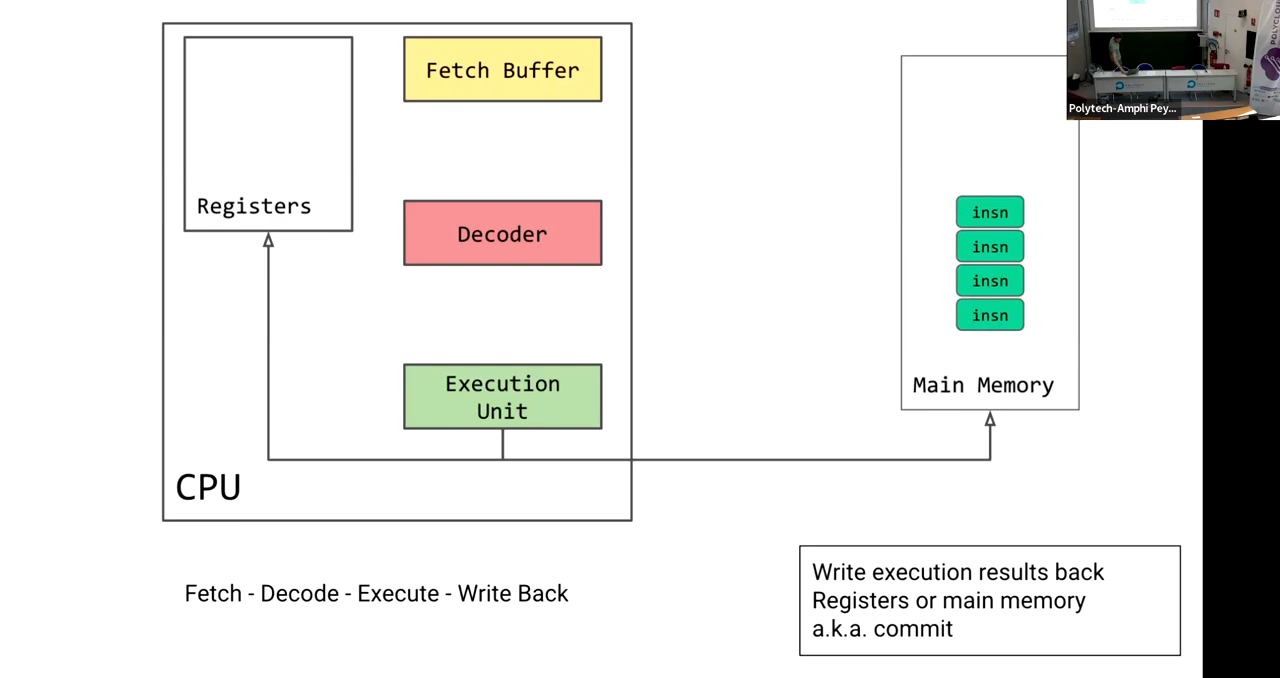 Fetch Buffer
Registers
Decoder
Execution
Unit
CPU
insn
insn
insn
insn
Main Memory
Polytech-Amphi Pey...
Fetch - Decode - Execute - Write Back
Write execution results back
Registers or main memory
a.k.a. commit